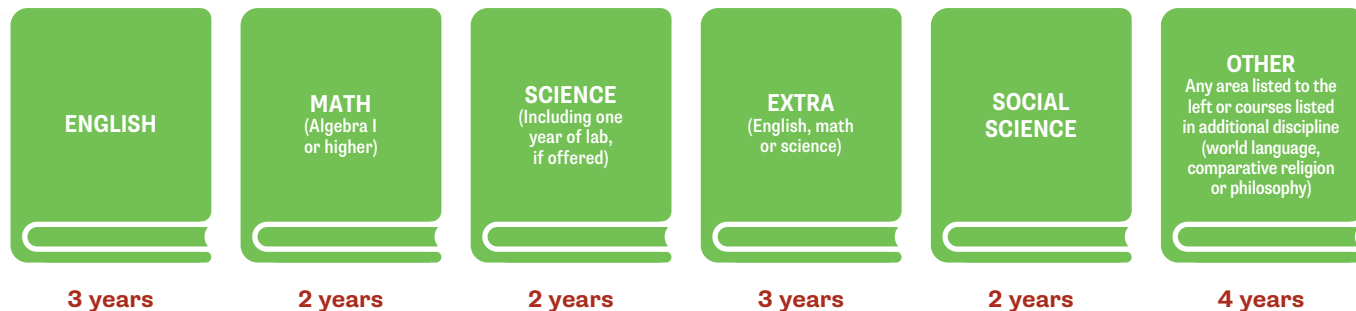 ENGLISH
3 years
MATH
(Algebra I
or higher)
2 years
SCIENCE
(Including one
year of lab,
if offered)
2 years
EXTRA
(English, math
or science)
3 years
SOCIAL
SCIENCE
2 years
OTHER
Any area listed to the
left or courses listed
in additional discipline
(world language,
comparative religion
or philosophy)
4 years